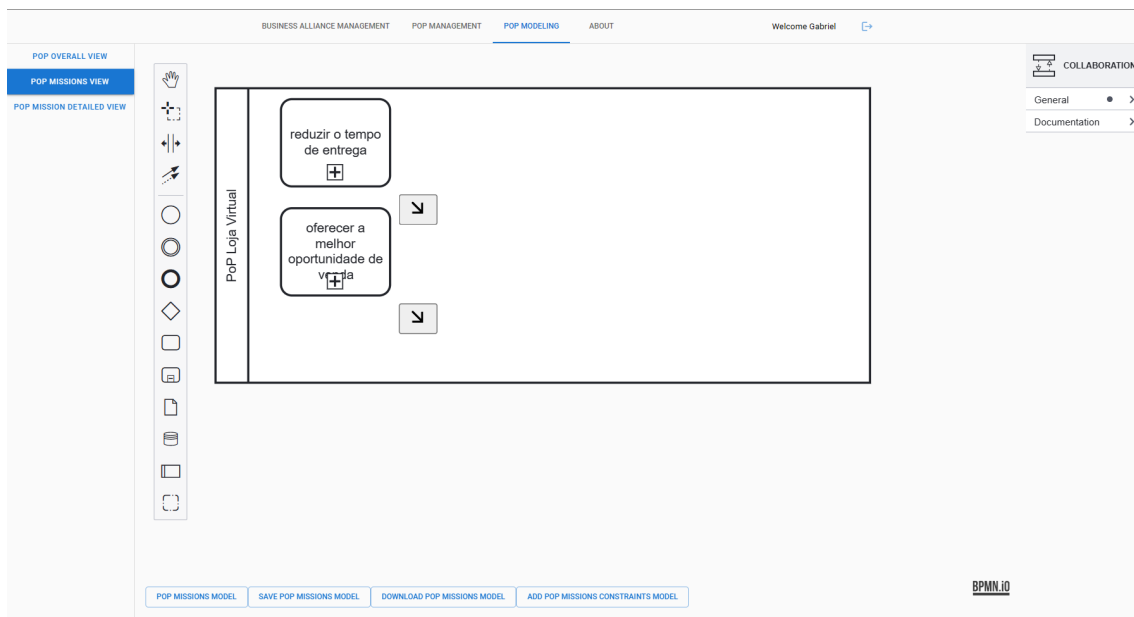 BUSINESS ALLIANCE MANAGEMENT
POP MANAGEMENT
POP MODELING
ABOUT
Welcome Gabriel
POP OVERALL VIEW
POP MISSIONS VIEW
POP MISSION DETAILED VIEW
COLLABORATION
General
Documentation
PoP Loja Virtual
reduzir o tempo
de entrega
oferecer a
melhor
oportunidade de
venda
BPMN.iO
POP MISSIONS MODEL
SAVE POP MISSIONS MODEL
DOWNLOAD POP MISSIONS MODEL
ADD POP MISSIONS CONSTRAINTS MODEL